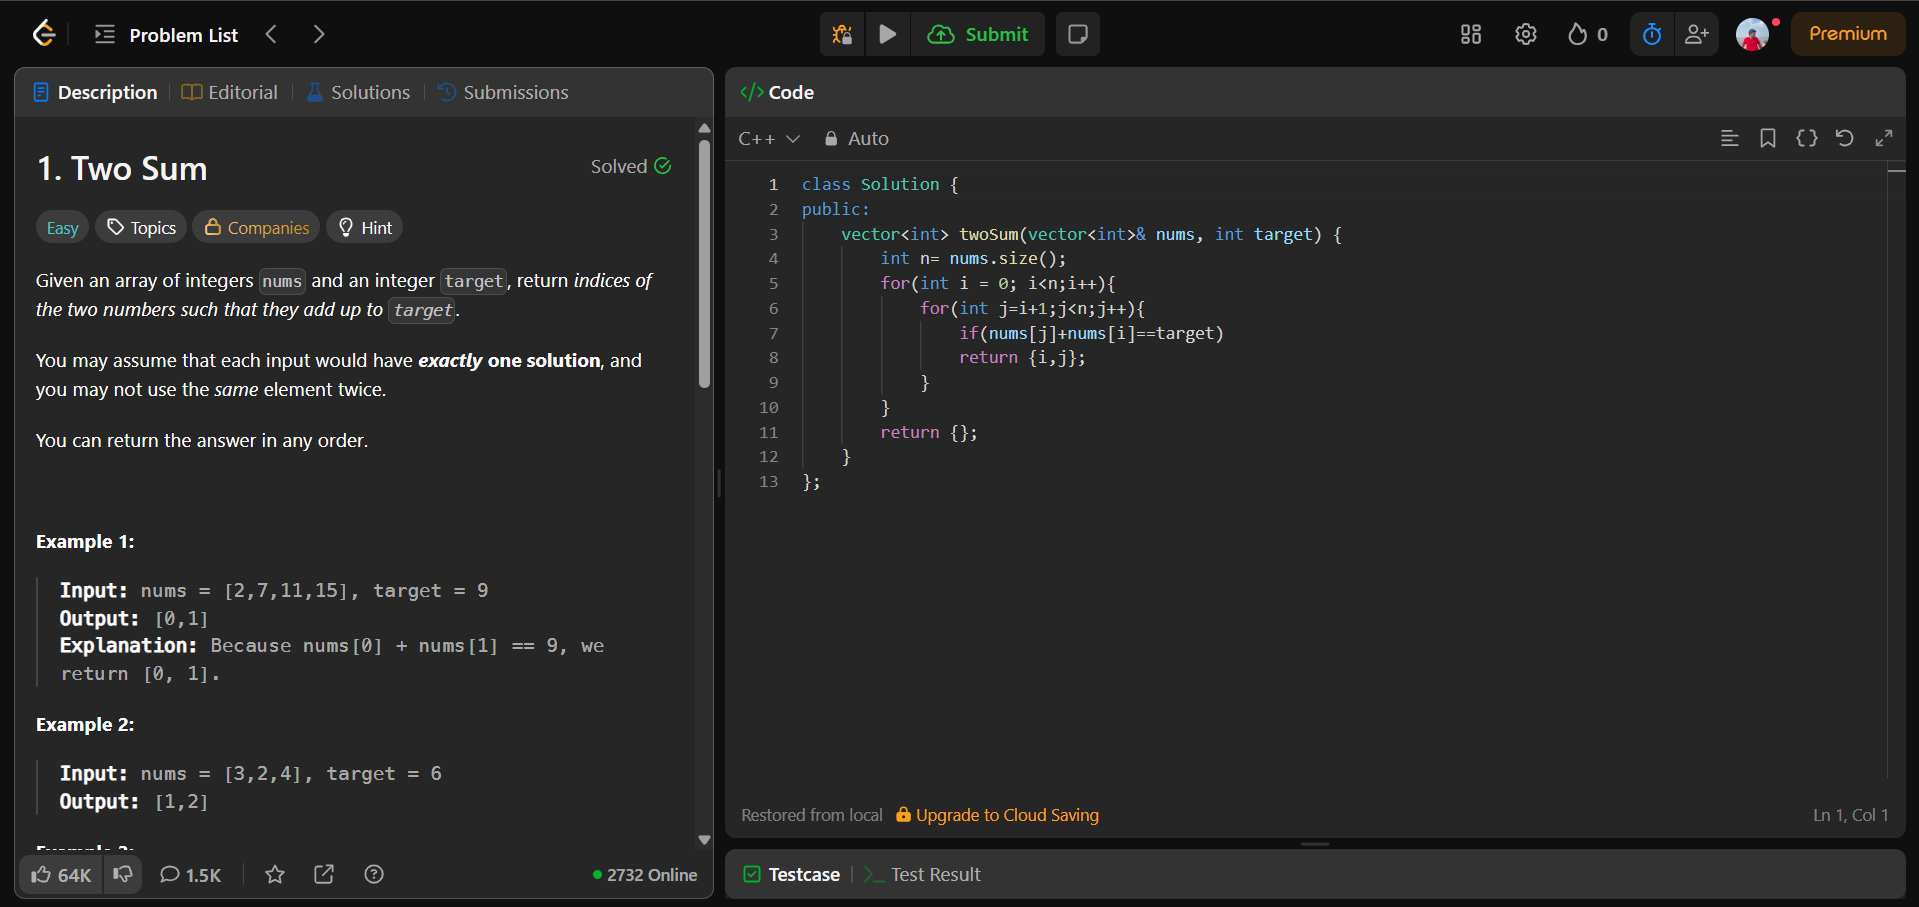 Problem List
Submit
0
Premium
Description
Editorial
Solutions
Submissions
1. Two Sum
Solved
Easy
Topics
Companies
Hint
Given an array of integers nums and an integer target, return indices of
the two numbers such that they add up to target.
You may assume that each input would have exactly one solution, and
you may not use the same element twice.
You can return the answer in any order.
Example 1:
Input: nums = [2,7,11,15], target = 9
Output: [0,1]
Explanation: Because nums[0] + nums[1] == 9, we
return [0, 1].
Example 2:
Input: nums = [3,2,4], target = 6
Output: [1,2]
64K
1.5K
2732 Online
</> Code
C++
Auto
1 class Solution {
2 public:
3     vector<int> twoSum(vector<int>& nums, int target) {
4         int n= nums.size();
5         for(int i = 0; i<n;i++){
6             for(int j=i+1;j<n;j++){
7                 if(nums[j]+nums[i]==target)
8                 return {i,j};
9             }
10         }
11         return {};
12     }
13 };
Restored from local
Upgrade to Cloud Saving
Ln 1, Col 1
Testcase
Test Result